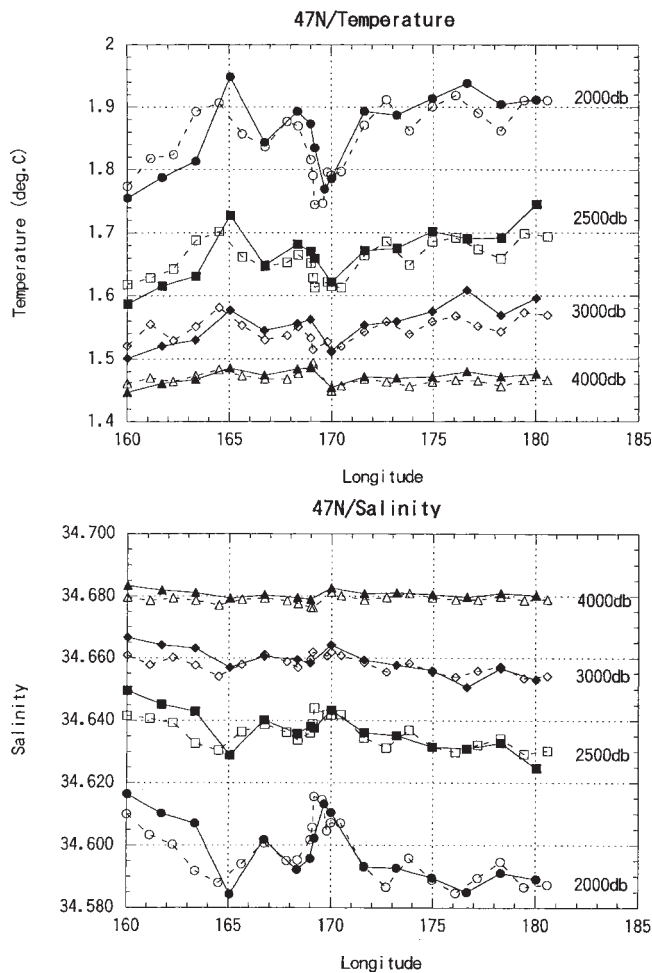 47N/Temperature
2
1.9
1.8
1.7
1.6
1.5
1.4
Temperature (deg.C)
2000db
2500db
3000db
4000db
160 165 170 175 180 185
Longitude
47N/Salinity
34.700
34.680
34.660
34.640
34.620
34.600
34.580
Salinity
4000db
3000db
2500db
2000db
160 165 170 175 180 185
Longitude